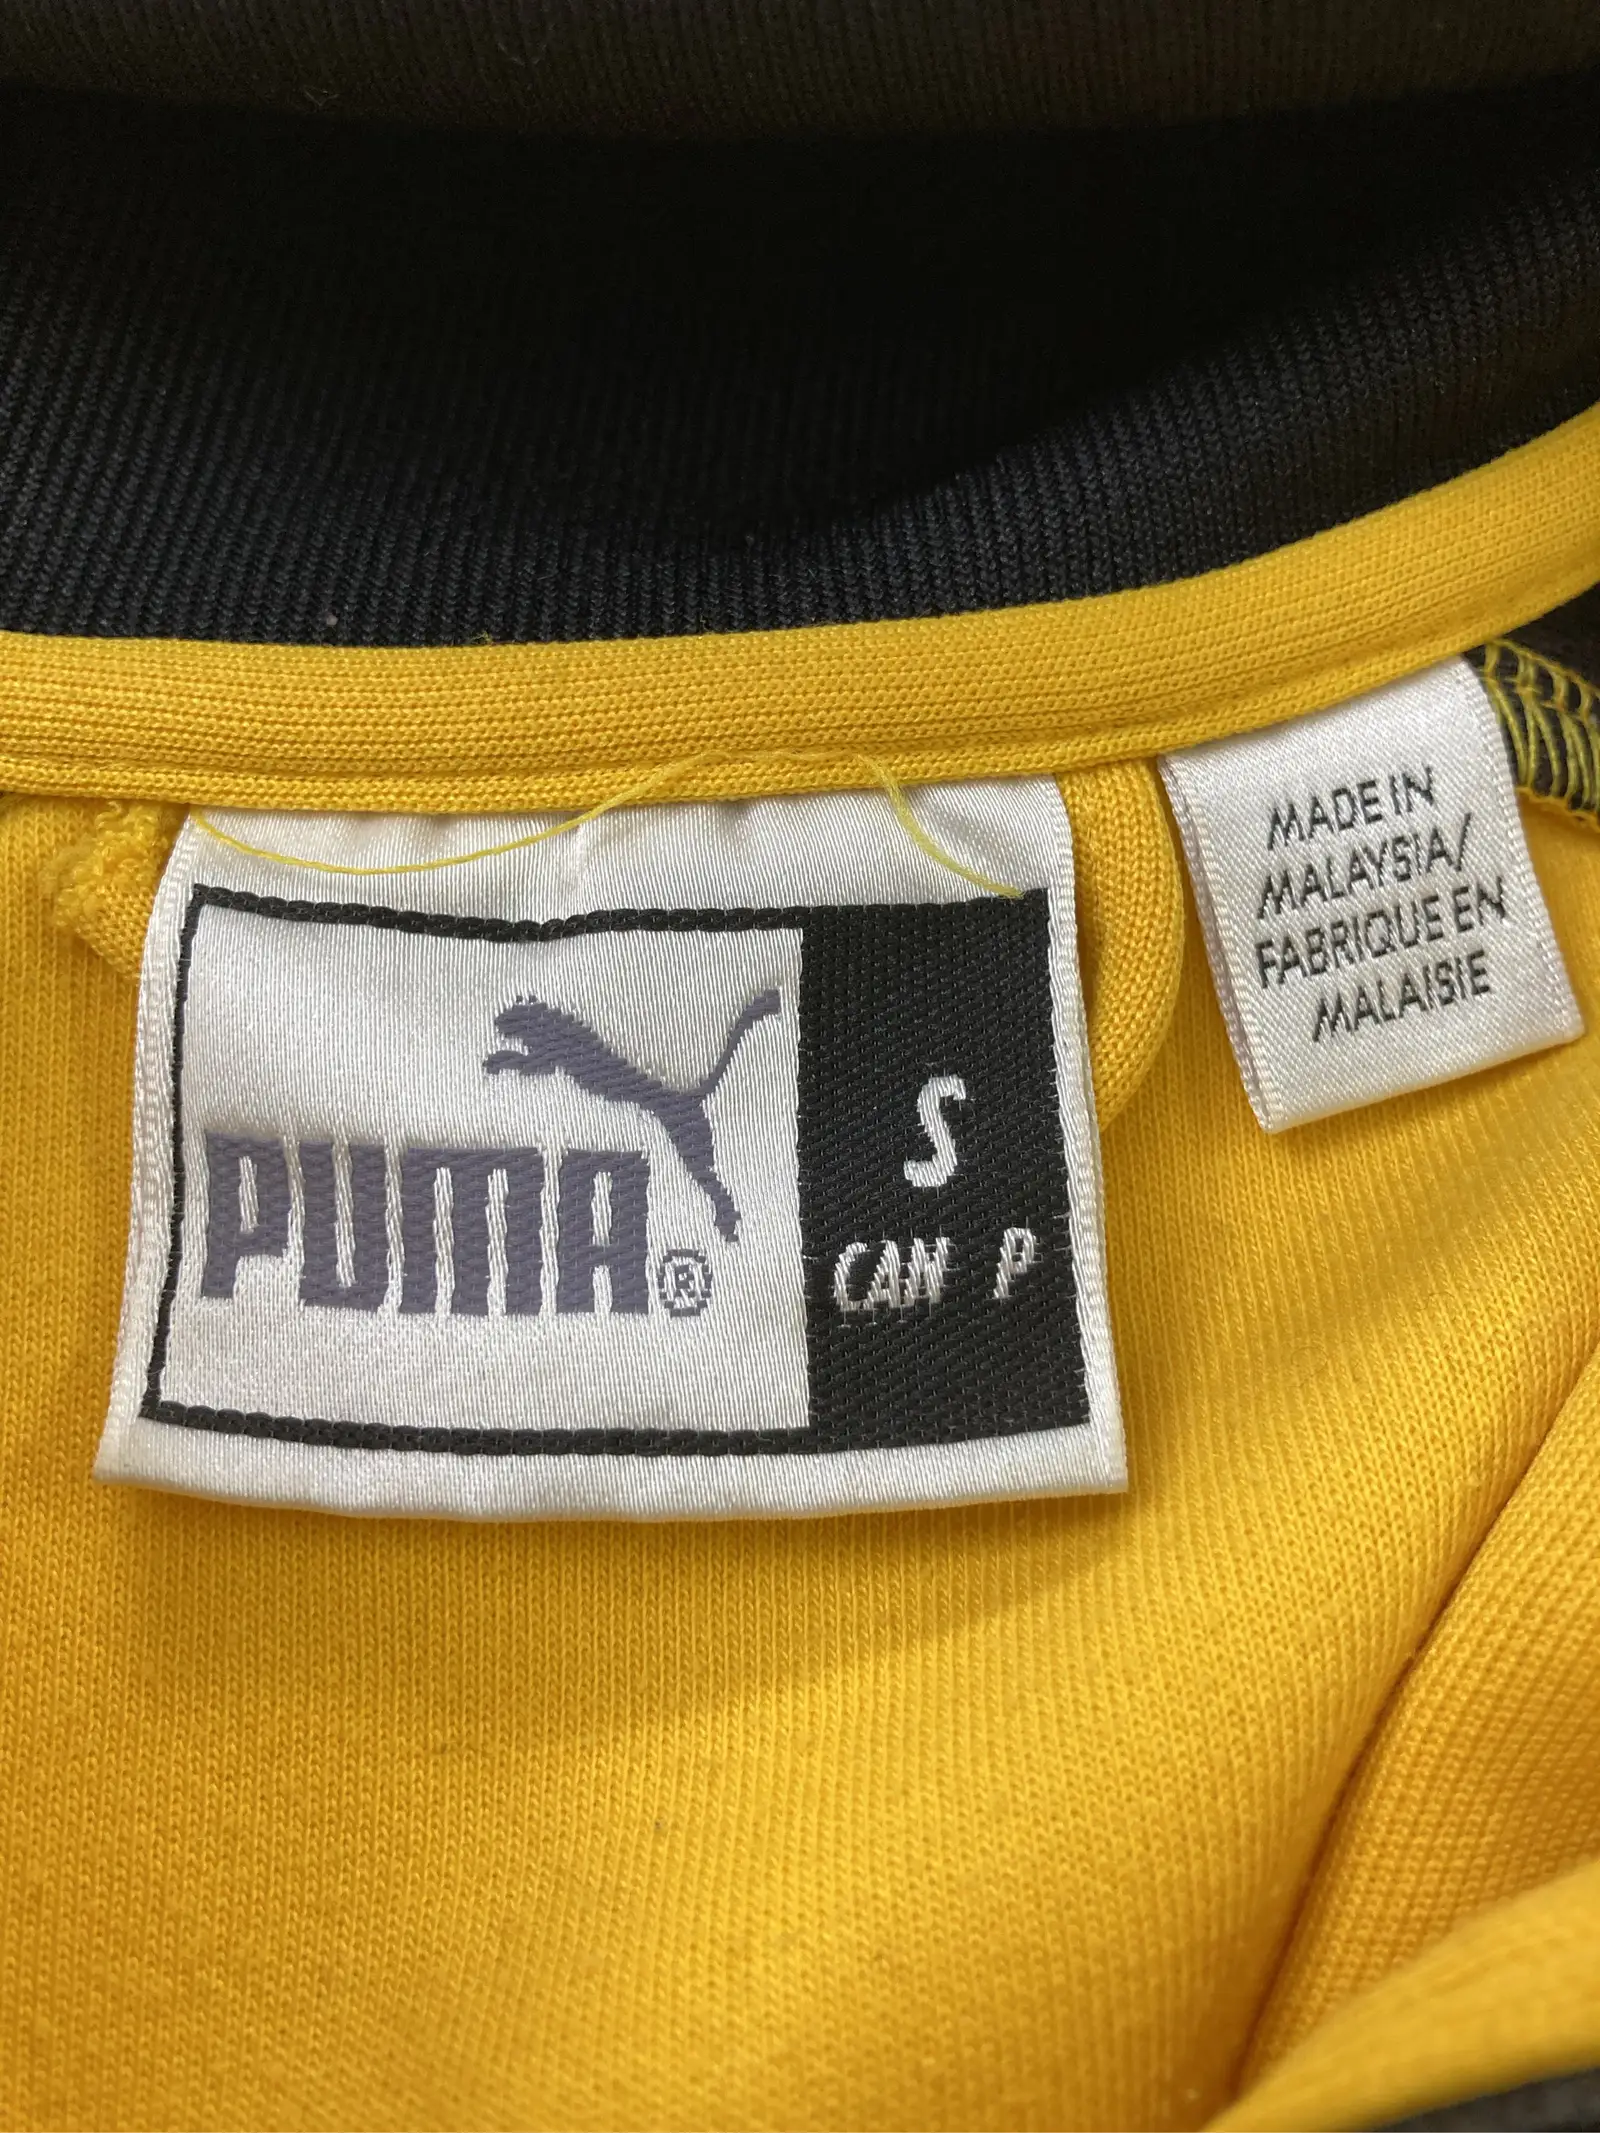 PUMA®
S
CAN P
MADE IN
MALAYSIA/
FABRIQUE EN
MALAISIE